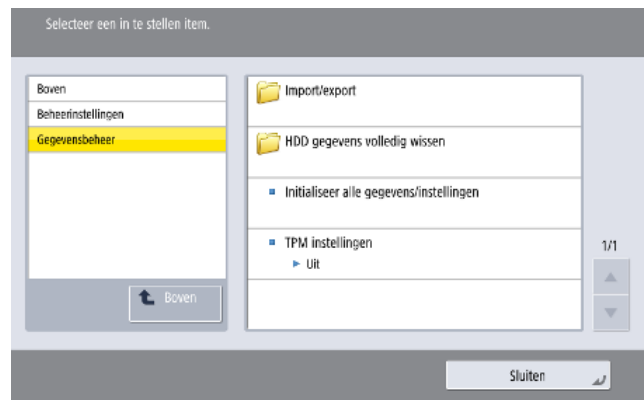 Selecteer een in te stellen item.
Boven
Beheerinstellingen
Gegevensbeheer
Boven
Import/export
HDD gegevens volledig wissen
Initialiseer alle gegevens/instellingen
TPM instellingen
Uit
1/1
Sluiten